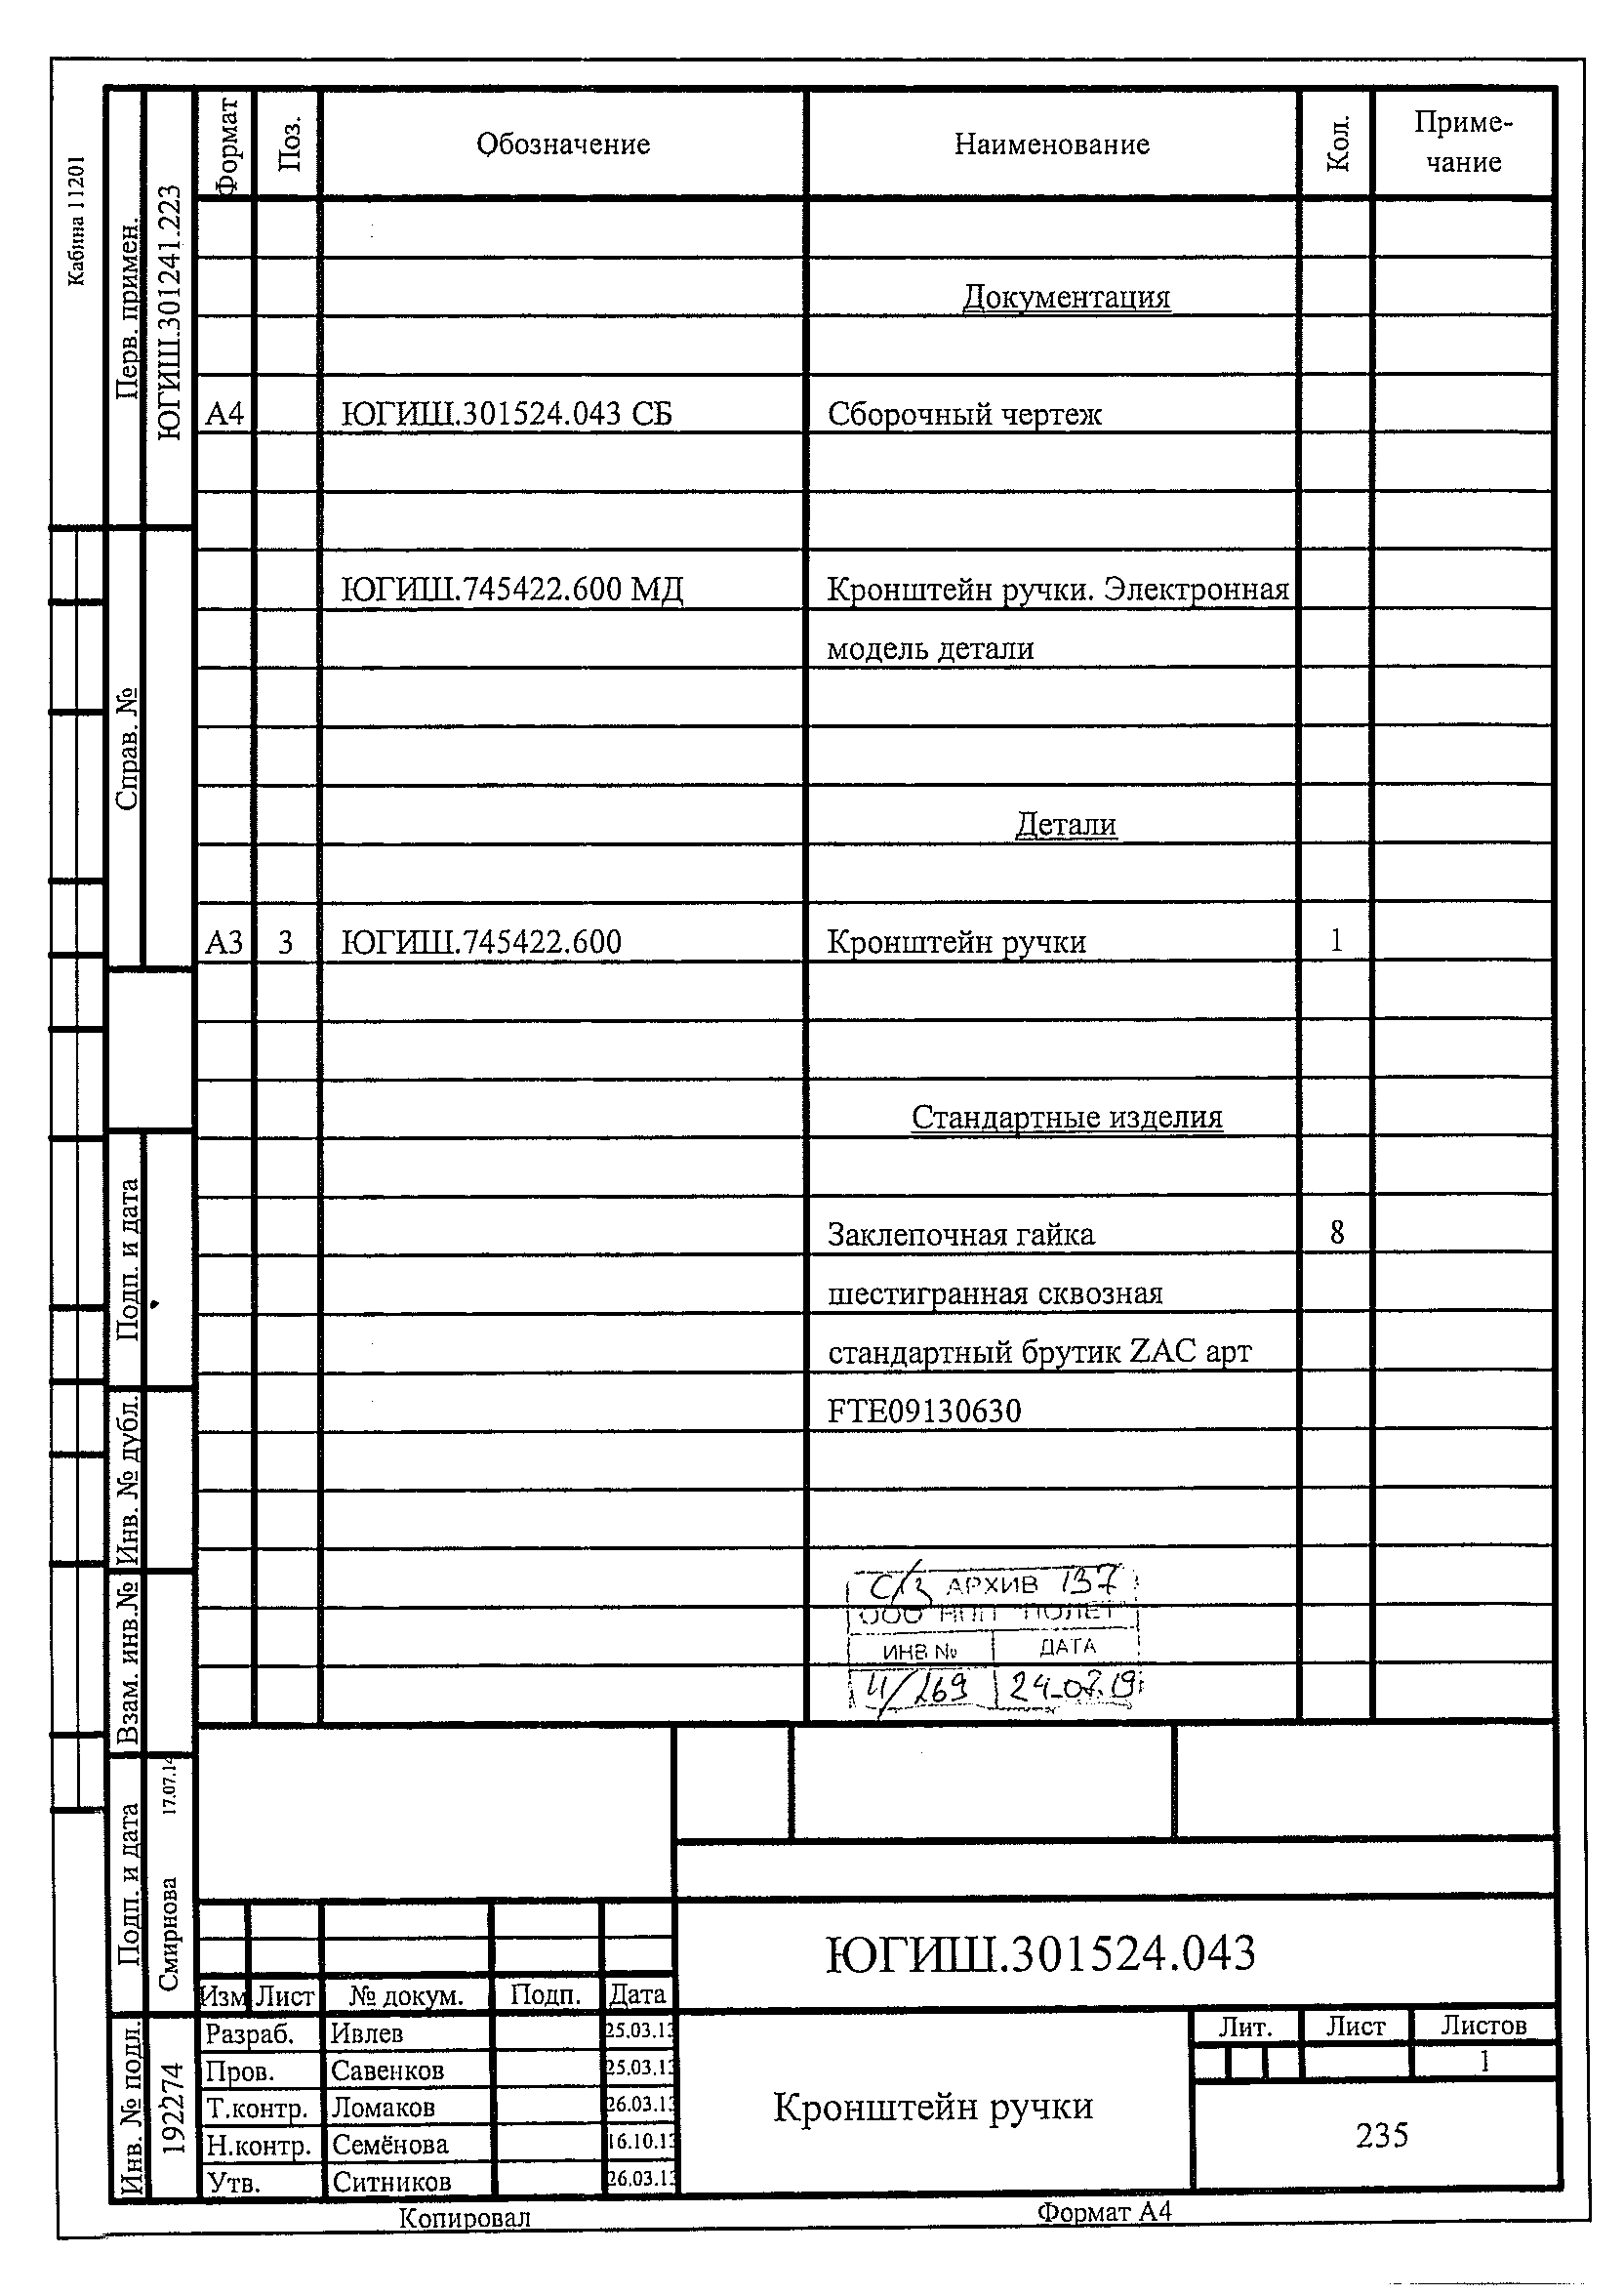 Кабина 11201
Перв. примен.
ЮГИШ.301241.223
Справ. №
Подп. и дата
Инв. № дубл.
Взам. инв.№
Подп. и дата
Смирнова 17.07.14
Инв. № подл.
192274
Формат Поз. Обозначение Наименование Кол. Приме-
чание
Документация
А4 ЮГИШ.301524.043 СБ Сборочный чертеж
ЮГИШ.745422.600 МД Кронштейн ручки. Электронная
модель детали
Детали
А3 3 ЮГИШ.745422.600 Кронштейн ручки 1
Стандартные изделия
Заклепочная гайка 8
шестигранная сквозная
стандартный брутик ZAC арт
FTE09130630
АРХИВ 137
ООО НПП "ПОЛЕТ"
ИНВ № ДАТА
24.07.19
ЮГИШ.301524.043
Изм Лист № докум. Подп. Дата
Разраб. Ивлев 25.03.13
Пров. Савенков 25.03.13
Т.контр. Ломаков 26.03.13
Н.контр. Семёнова 16.10.13
Утв. Ситников 26.03.13
Кронштейн ручки
Лит. Лист Листов
1
235
Копировал Формат А4